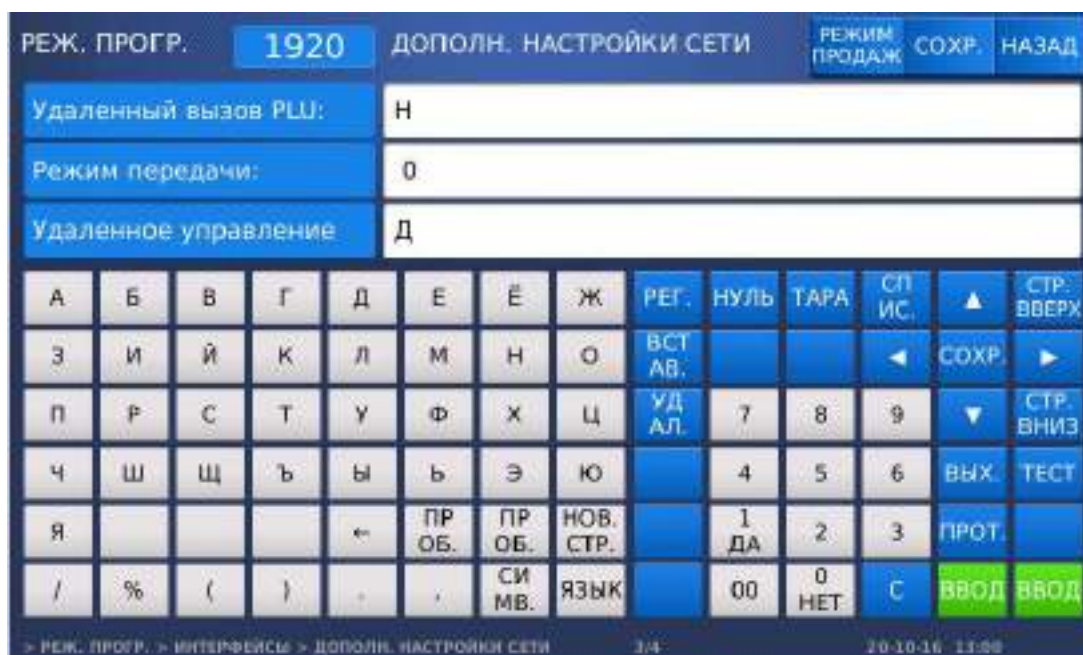 РЕЖ. ПРОГР. 1920 ДОПОЛН. НАСТРОЙКИ СЕТИ РЕЖИМ ПРОДАЖ СОХР. НАЗАД
Удаленный вызов PLU: Н
Режим передачи: 0
Удаленное управление Д
А Б В Г Д Е Ё Ж РЕГ. НУЛЬ ТАРА СП ИС. ▲ СТР. ВВЕРХ
З И Й К Л М Н О ВСТ АВ. ◄ СОХР. ►
П Р С Т У Ф Х Ц УД АЛ. 7 8 9 ▼ СТР. ВНИЗ
Ч Ш Щ Ъ Ы Ь Э Ю 4 5 6 ВЫХ. ТЕСТ
Я ← ПР ОБ. ПР ОБ. НОВ. СТР. 1 ДА 2 3 ПРОТ.
/ % ( ) . , СИ МВ. ЯЗЫК 00 0 НЕТ С ВВОД ВВОД
> РЕЖ. ПРОГР. > ИНТЕРФЕЙСЫ > ДОПОЛН. НАСТРОЙКИ СЕТИ 3/4 20-10-16 13:00